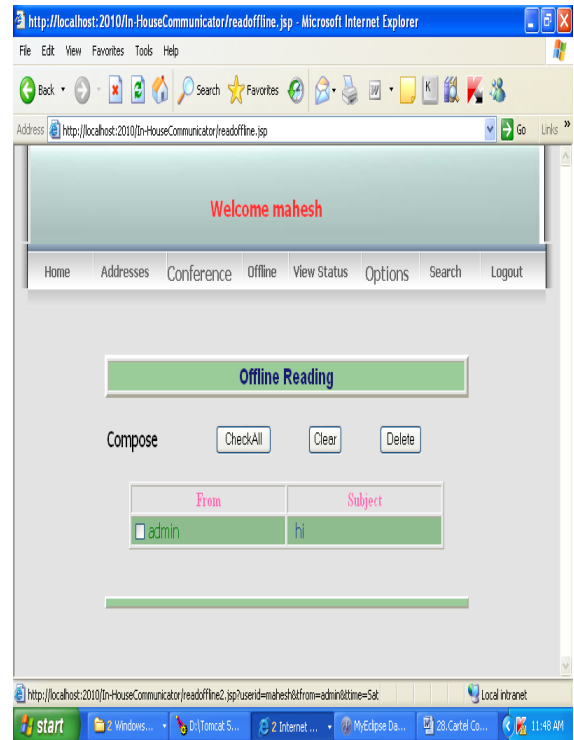 http://localhost:2010/In-HouseCommunicator/readoffline.jsp - Microsoft Internet Explorer
File Edit View Favorites Tools Help
Back Search Favorites
Address http://localhost:2010/In-HouseCommunicator/readoffline.jsp Go Links »
Welcome mahesh
Home Addresses Conference Offline View Status Options Search Logout
Offline Reading
Compose CheckAll Clear Delete
From Subject
admin hi
http://localhost:2010/In-HouseCommunicator/readoffline2.jsp?userid=mahesh&tfrom=admin&ttime=Sat Local intranet
start 2 Windows... D:\Tomcat 5... 2 Internet ... MyEclipse Da... 28.Cartel Co... 11:48 AM